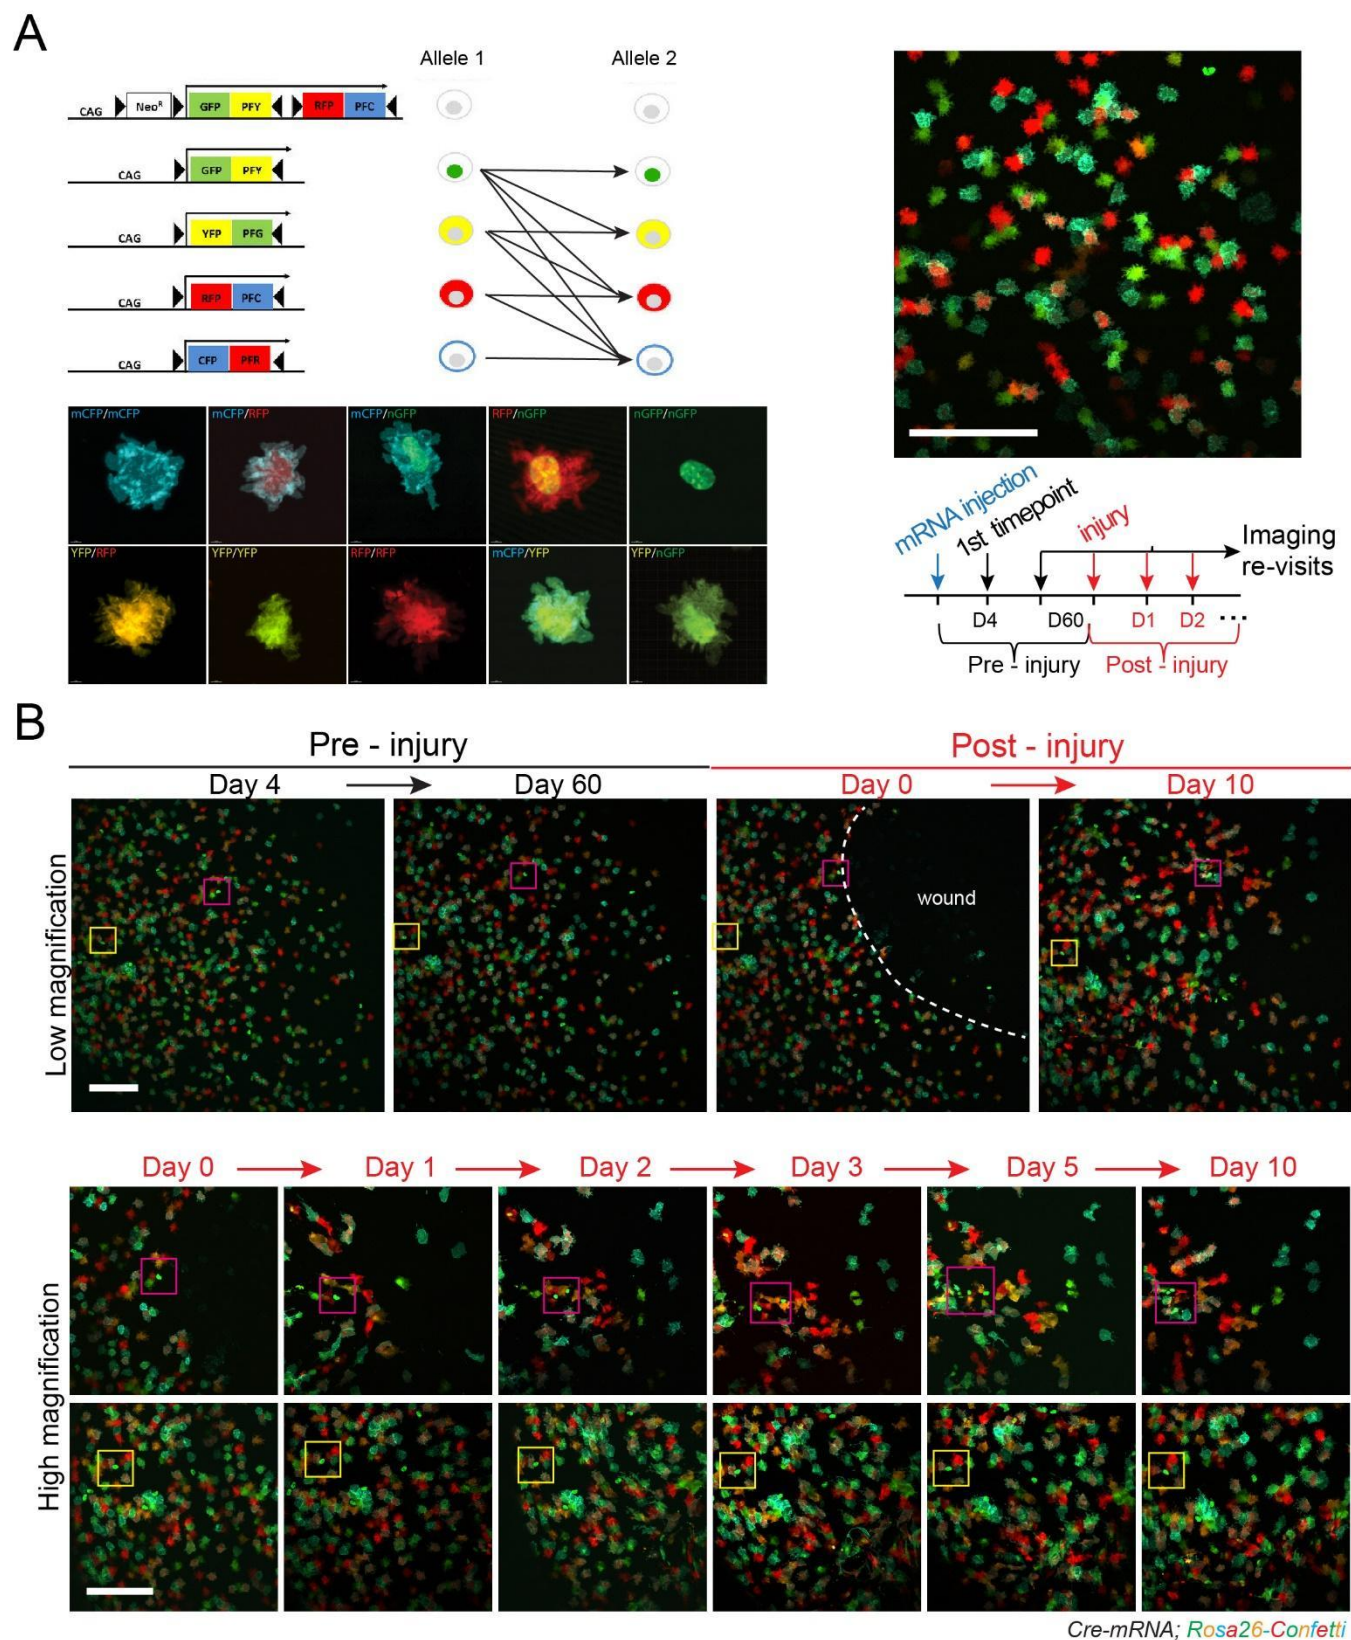 A
Allele 1
Allele 2
CAG NeoR GFP PFY RFP PFC
CAG GFP PFY
CAG YFP PFG
CAG RFP PFC
CAG CFP PFR
mCFP/mCFP mCFP/RFP mCFP/nGFP RFP/nGFP nGFP/nGFP
YFP/RFP YFP/YFP RFP/RFP mCFP/YFP YFP/nGFP
mRNA injection
1st timepoint
injury
Imaging
re-visits
D4 D60 D1 D2 ...
Pre - injury Post - injury
B
Pre - injury Post - injury
Day 4 Day 60 Day 0 Day 10
Low magnification
wound
Day 0 Day 1 Day 2 Day 3 Day 5 Day 10
High magnification
Cre-mRNA; Rosa26-Confetti